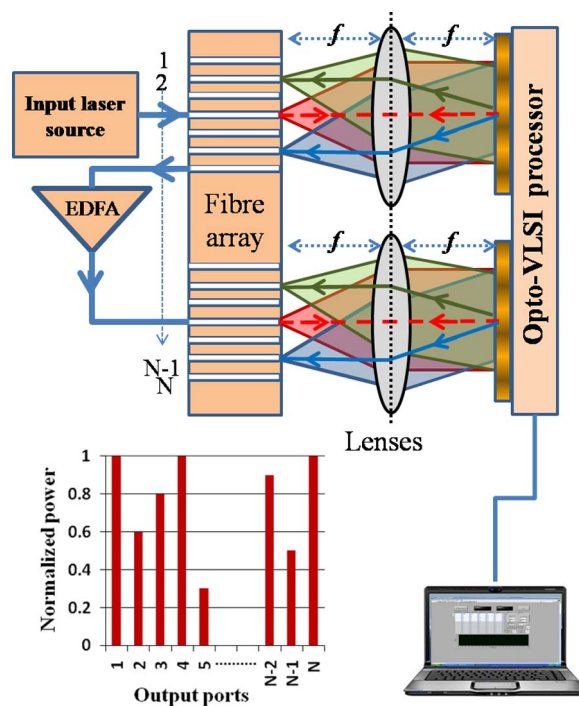 f
f
1
2
Input laser
source
EDFA
Fibre
array
Opto-VLSI processor
f
f
N-1
N
Lenses
Normalized power
1
0.8
0.6
0.4
0.2
0
1 2 3 4 5 ......... N-2 N-1 N
Output ports